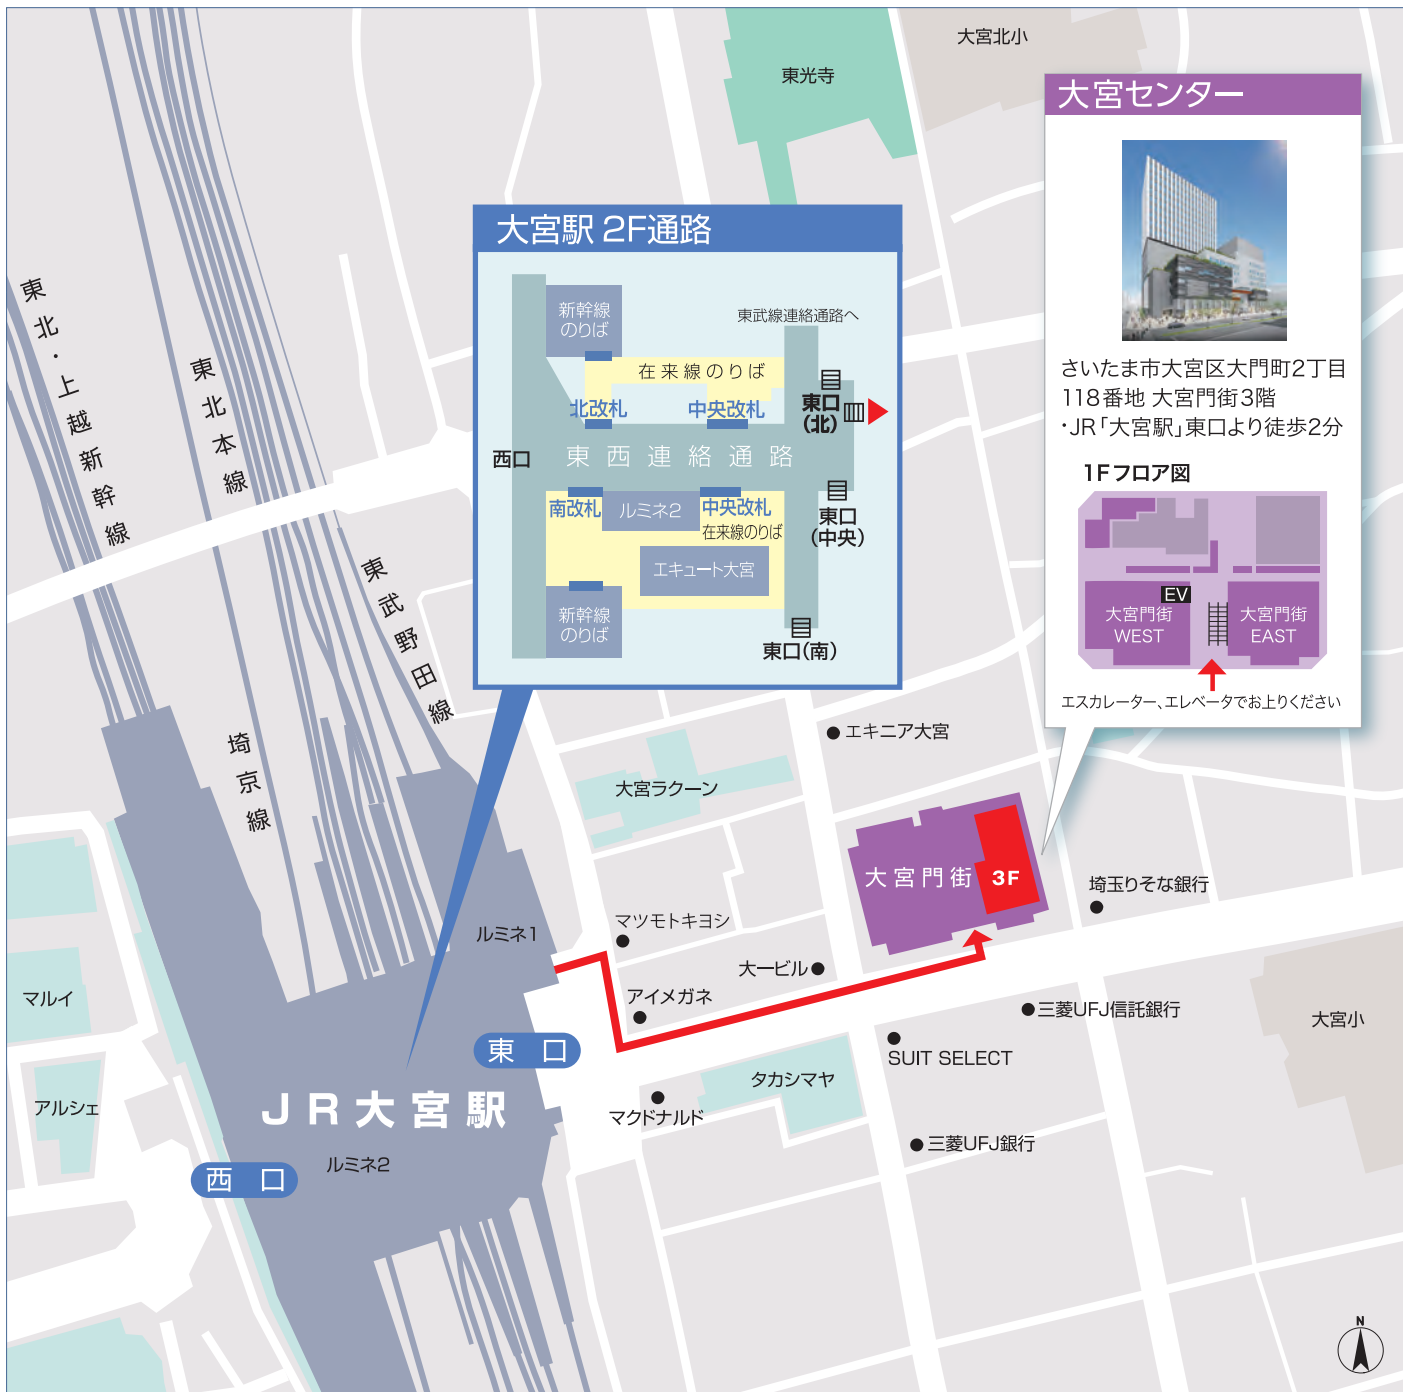 大宮北小
東光寺
大宮センター
さいたま市大宮区大門町2丁目
118番地 大宮門街3階
・JR「大宮駅」東口より徒歩2分
1Fフロア図
EV
大宮門街
WEST
大宮門街
EAST
エスカレーター、エレベータでお上りください
大宮駅 2F通路
新幹線
のりば
東武線連絡通路へ
在来線のりば
北改札
中央改札
東口
(北)
西口
東西連絡通路
南改札
ルミネ2
中央改札
在来線のりば
東口
(中央)
エキュート大宮
新幹線
のりば
東口(南)
東北・上越新幹線
東北本線
東武野田線
埼京線
エキニア大宮
大宮ラクーン
大宮門街
3F
埼玉りそな銀行
ルミネ1
マツモトキヨシ
大一ビル
アイメガネ
マルイ
三菱UFJ信託銀行
大宮小
東口
SUIT SELECT
タカシマヤ
アルシェ
JR大宮駅
マクドナルド
三菱UFJ銀行
ルミネ2
西口
N